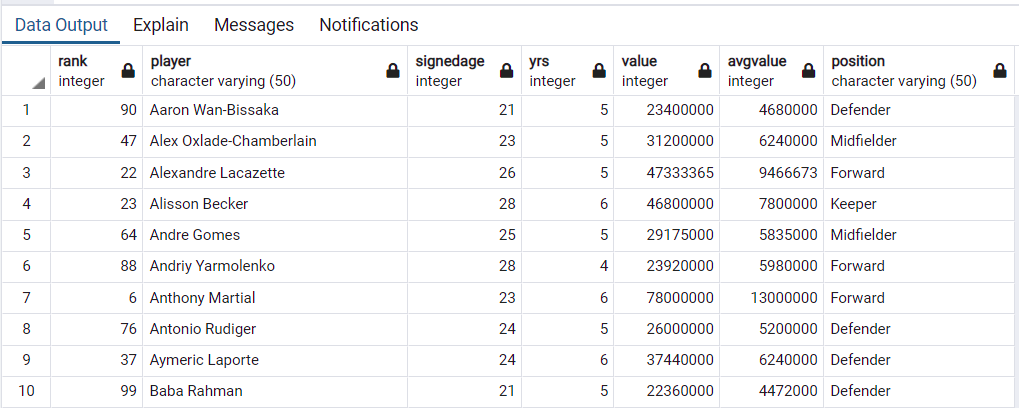 Data Output Explain Messages Notifications
rank player signedage yrs value avgvalue position
integer character varying (50) integer integer integer integer character varying (50)
1 90 Aaron Wan-Bissaka 21 5 23400000 4680000 Defender
2 47 Alex Oxlade-Chamberlain 23 5 31200000 6240000 Midfielder
3 22 Alexandre Lacazette 26 5 47333365 9466673 Forward
4 23 Alisson Becker 28 6 46800000 7800000 Keeper
5 64 Andre Gomes 25 5 29175000 5835000 Midfielder
6 88 Andriy Yarmolenko 28 4 23920000 5980000 Forward
7 6 Anthony Martial 23 6 78000000 13000000 Forward
8 76 Antonio Rudiger 24 5 26000000 5200000 Defender
9 37 Aymeric Laporte 24 6 37440000 6240000 Defender
10 99 Baba Rahman 21 5 22360000 4472000 Defender